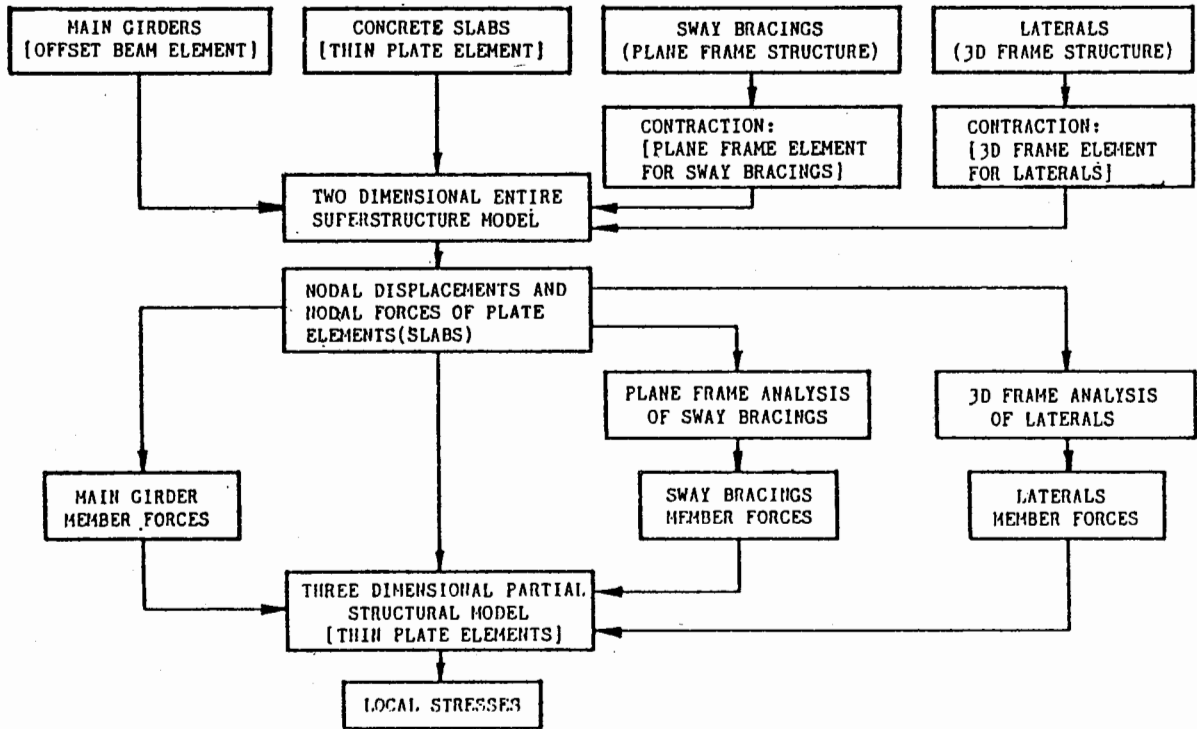 MAIN GIRDERS
[OFFSET BEAM ELEMENT]
CONCRETE SLABS
[THIN PLATE ELEMENT]
SWAY BRACINGS
(PLANE FRAME STRUCTURE)
LATERALS
(3D FRAME STRUCTURE)
CONTRACTION:
[PLANE FRAME ELEMENT
FOR SWAY BRACINGS]
CONTRACTION:
[3D FRAME ELEMENT
FOR LATERALS]
TWO DIMENSIONAL ENTIRE
SUPERSTRUCTURE MODEL
NODAL DISPLACEMENTS AND
NODAL FORCES OF PLATE
ELEMENTS(SLABS)
PLANE FRAME ANALYSIS
OF SWAY BRACINGS
3D FRAME ANALYSIS
OF LATERALS
MAIN GIRDER
MEMBER FORCES
SWAY BRACINGS
MEMBER FORCES
LATERALS
MEMBER FORCES
THREE DIMENSIONAL PARTIAL
STRUCTURAL MODEL
[THIN PLATE ELEMENTS]
LOCAL STRESSES